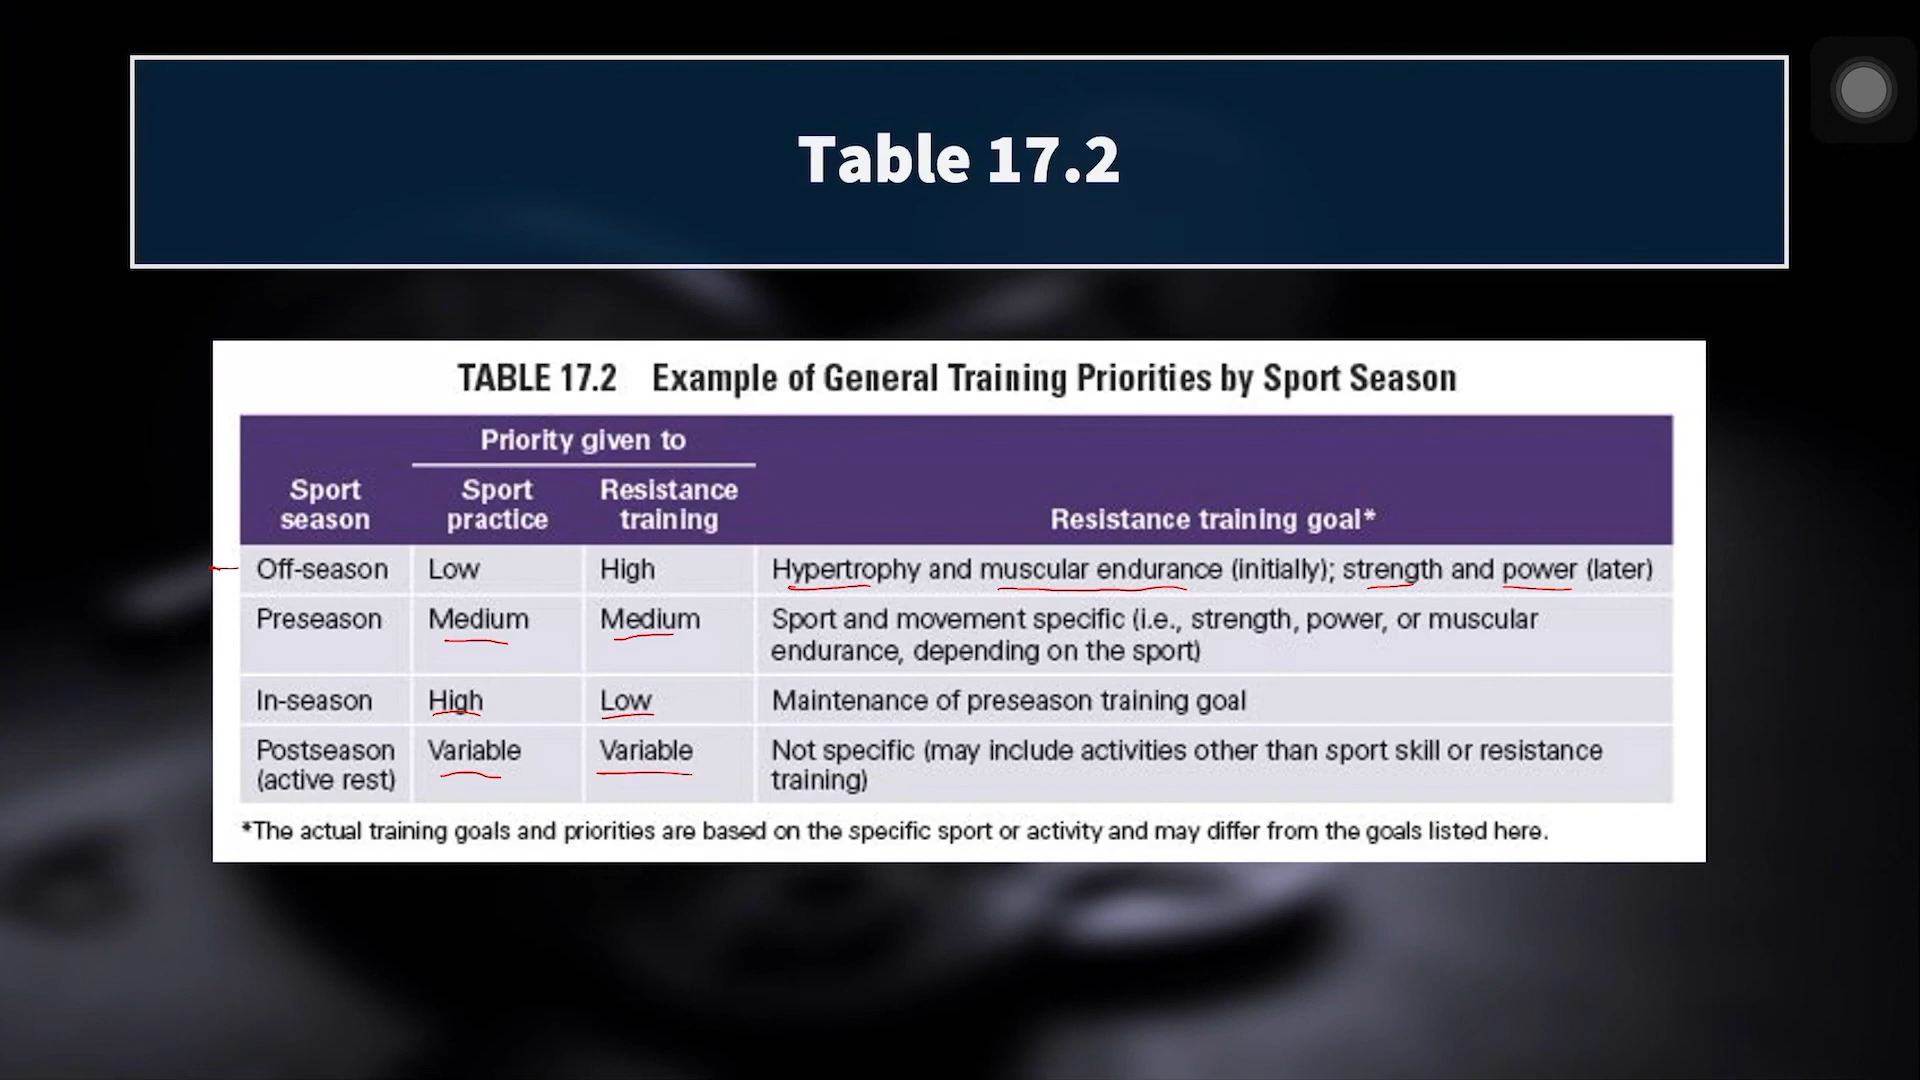 Table 17.2
TABLE 17.2 Example of General Training Priorities by Sport Season
Priority given to
Sport season
Sport practice
Resistance training
Resistance training goal*
Off-season Low High Hypertrophy and muscular endurance (initially); strength and power (later)
Preseason Medium Medium Sport and movement specific (i.e., strength, power, or muscular
endurance, depending on the sport)
In-season High Low Maintenance of preseason training goal
Postseason Variable Variable Not specific (may include activities other than sport skill or resistance
(active rest) training)
*The actual training goals and priorities are based on the specific sport or activity and may differ from the goals listed here.